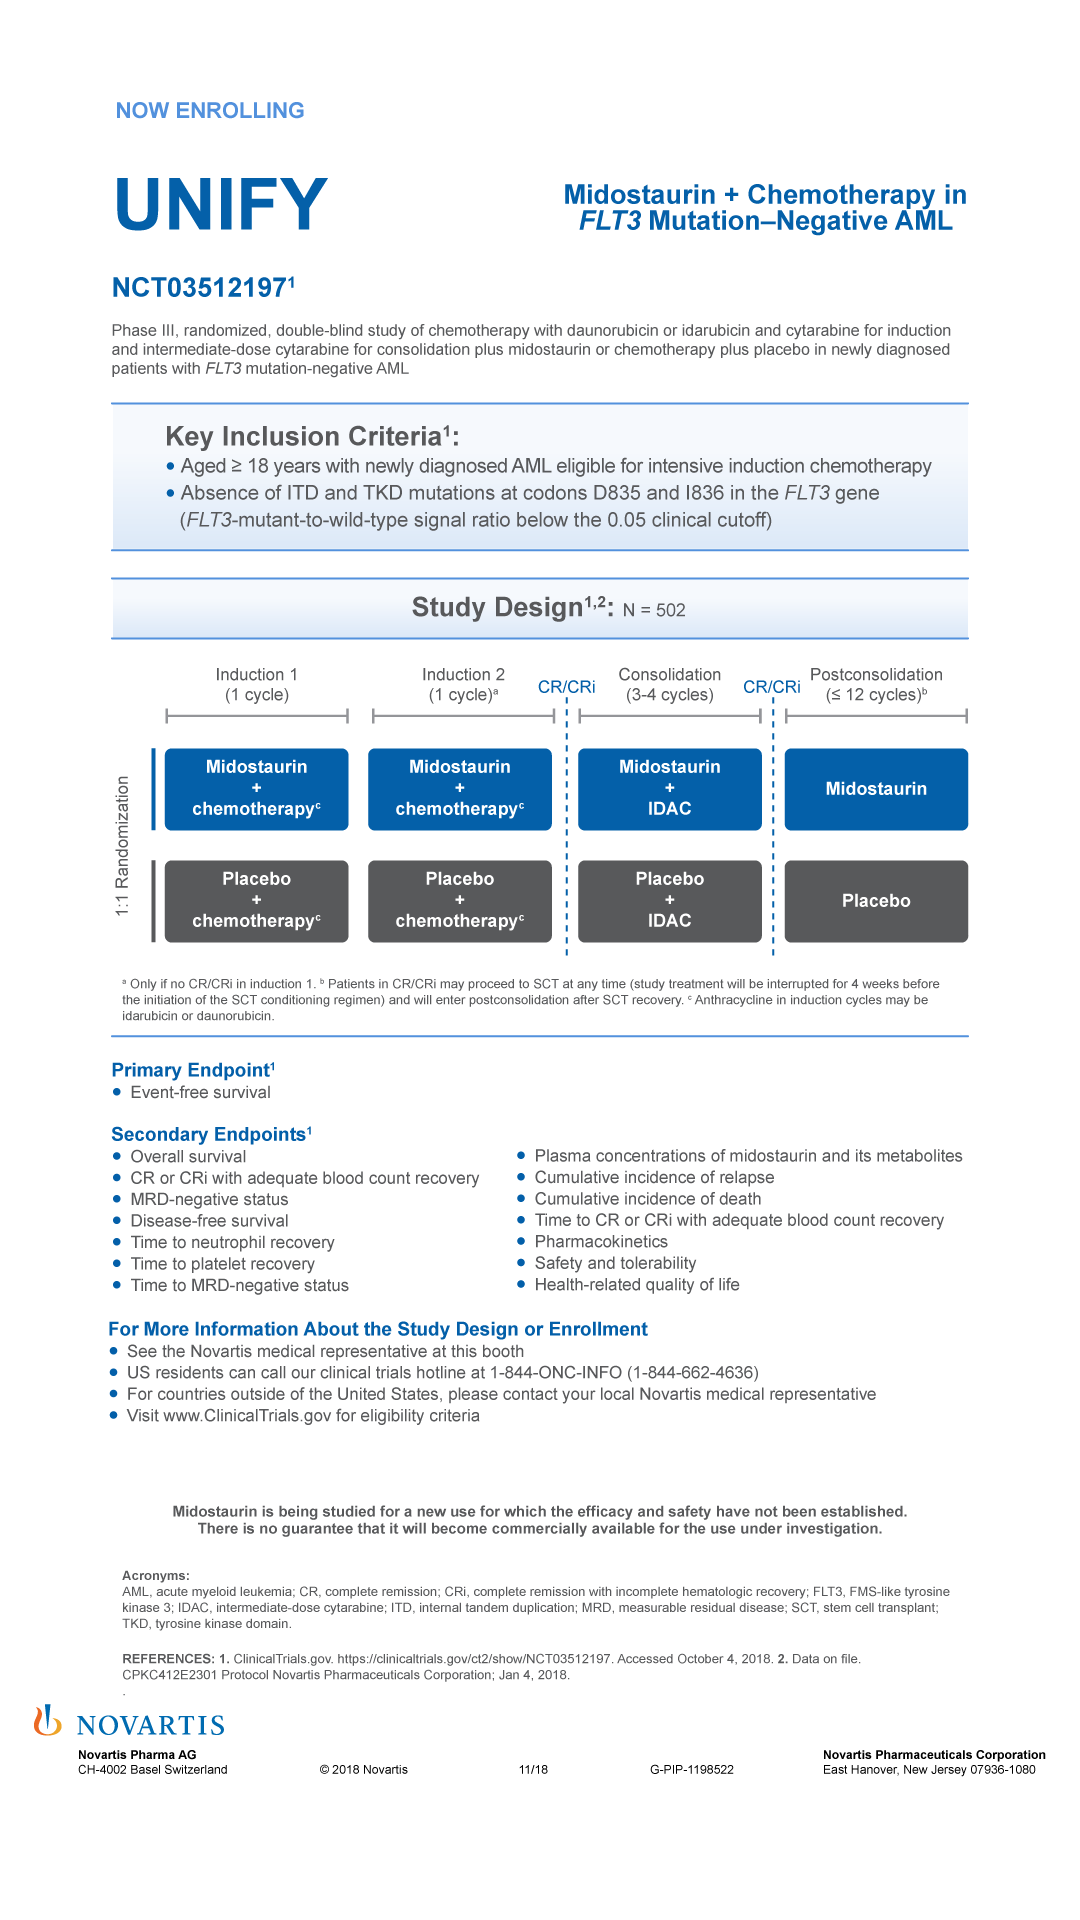 NOW ENROLLING
UNIFY
Midostaurin + Chemotherapy in
FLT3 Mutation–Negative AML
NCT03512197¹
Phase III, randomized, double-blind study of chemotherapy with daunorubicin or idarubicin and cytarabine for induction
and intermediate-dose cytarabine for consolidation plus midostaurin or chemotherapy plus placebo in newly diagnosed
patients with FLT3 mutation-negative AML
Key Inclusion Criteria¹:
• Aged ≥ 18 years with newly diagnosed AML eligible for intensive induction chemotherapy
• Absence of ITD and TKD mutations at codons D835 and I836 in the FLT3 gene
(FLT3-mutant-to-wild-type signal ratio below the 0.05 clinical cutoff)
Study Design¹,²: N = 502
Induction 1
(1 cycle)
Induction 2
(1 cycle)ᵃ
CR/CRi
Consolidation
(3-4 cycles)
CR/CRi
Postconsolidation
(≤ 12 cycles)ᵇ
1:1 Randomization
Midostaurin
+
chemotherapyᶜ
Midostaurin
+
chemotherapyᶜ
Midostaurin
+
IDAC
Midostaurin
Placebo
+
chemotherapyᶜ
Placebo
+
chemotherapyᶜ
Placebo
+
IDAC
Placebo
ᵃ Only if no CR/CRi in induction 1. ᵇ Patients in CR/CRi may proceed to SCT at any time (study treatment will be interrupted for 4 weeks before
the initiation of the SCT conditioning regimen) and will enter postconsolidation after SCT recovery. ᶜ Anthracycline in induction cycles may be
idarubicin or daunorubicin.
Primary Endpoint¹
• Event-free survival
Secondary Endpoints¹
• Overall survival
• CR or CRi with adequate blood count recovery
• MRD-negative status
• Disease-free survival
• Time to neutrophil recovery
• Time to platelet recovery
• Time to MRD-negative status
• Plasma concentrations of midostaurin and its metabolites
• Cumulative incidence of relapse
• Cumulative incidence of death
• Time to CR or CRi with adequate blood count recovery
• Pharmacokinetics
• Safety and tolerability
• Health-related quality of life
For More Information About the Study Design or Enrollment
• See the Novartis medical representative at this booth
• US residents can call our clinical trials hotline at 1-844-ONC-INFO (1-844-662-4636)
• For countries outside of the United States, please contact your local Novartis medical representative
• Visit www.ClinicalTrials.gov for eligibility criteria
Midostaurin is being studied for a new use for which the efficacy and safety have not been established.
There is no guarantee that it will become commercially available for the use under investigation.
Acronyms:
AML, acute myeloid leukemia; CR, complete remission; CRi, complete remission with incomplete hematologic recovery; FLT3, FMS-like tyrosine
kinase 3; IDAC, intermediate-dose cytarabine; ITD, internal tandem duplication; MRD, measurable residual disease; SCT, stem cell transplant;
TKD, tyrosine kinase domain.
REFERENCES: 1. ClinicalTrials.gov. https://clinicaltrials.gov/ct2/show/NCT03512197. Accessed October 4, 2018. 2. Data on file.
CPKC412E2301 Protocol Novartis Pharmaceuticals Corporation; Jan 4, 2018.
.
NOVARTIS
Novartis Pharma AG
CH-4002 Basel Switzerland
© 2018 Novartis
11/18
G-PIP-1198522
Novartis Pharmaceuticals Corporation
East Hanover, New Jersey 07936-1080